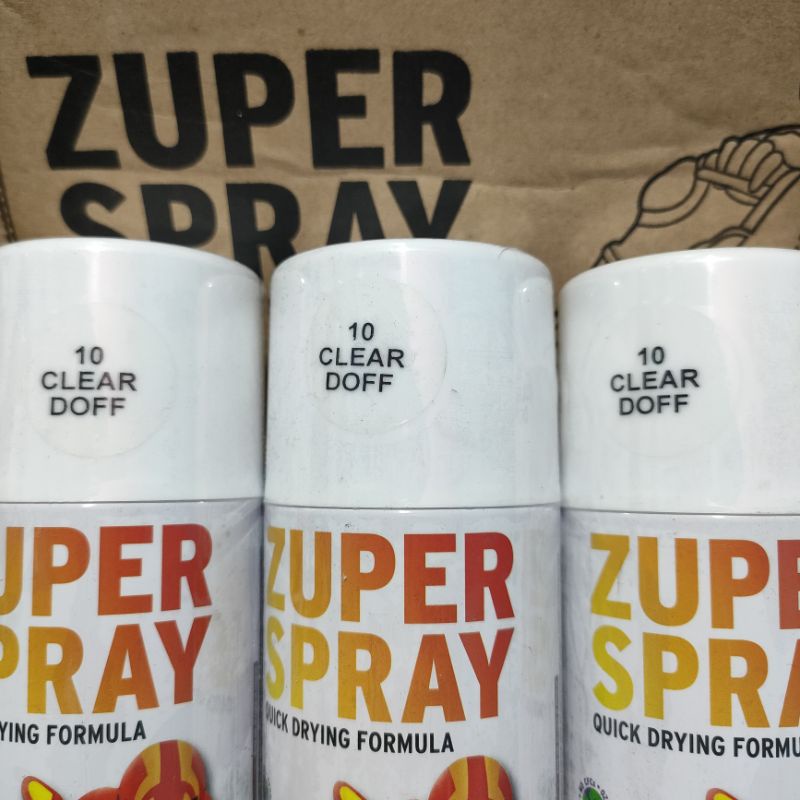 ZUPER
SPRAY
10
CLEAR
DOFF
10
CLEAR
DOFF
10
CLEAR
DOFF
UPER
PRAY
YING FORMULA
ZUPER
SPRAY
QUICK DRYING FORMULA
ZUPE
SPRA
QUICK DRYING FORMU